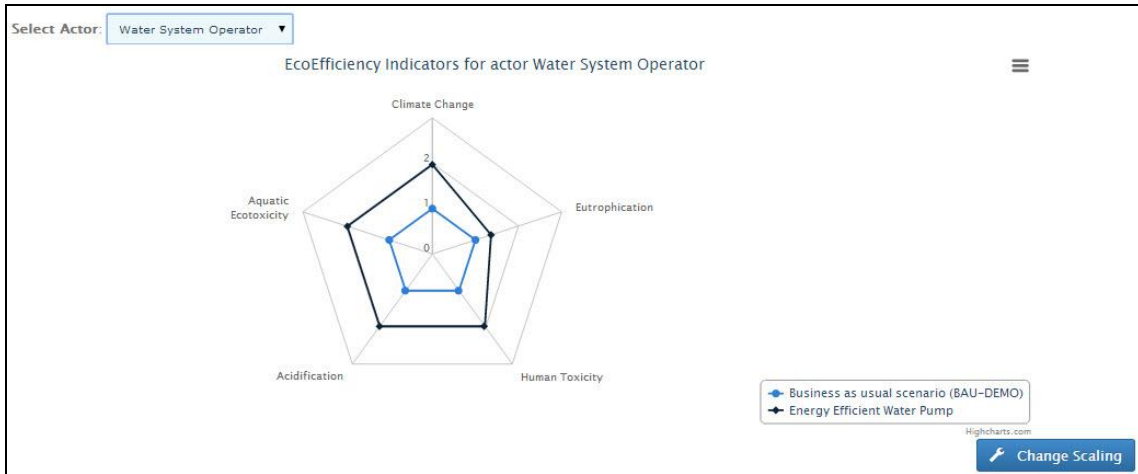 Select Actor: Water System Operator
EcoEfficiency Indicators for actor Water System Operator
Climate Change
2
Aquatic
Ecotoxicity
1
Eutrophication
0
Acidification
Human Toxicity
Business as usual scenario (BAU-DEMO)
Energy Efficient Water Pump
Highcharts.com
Change Scaling